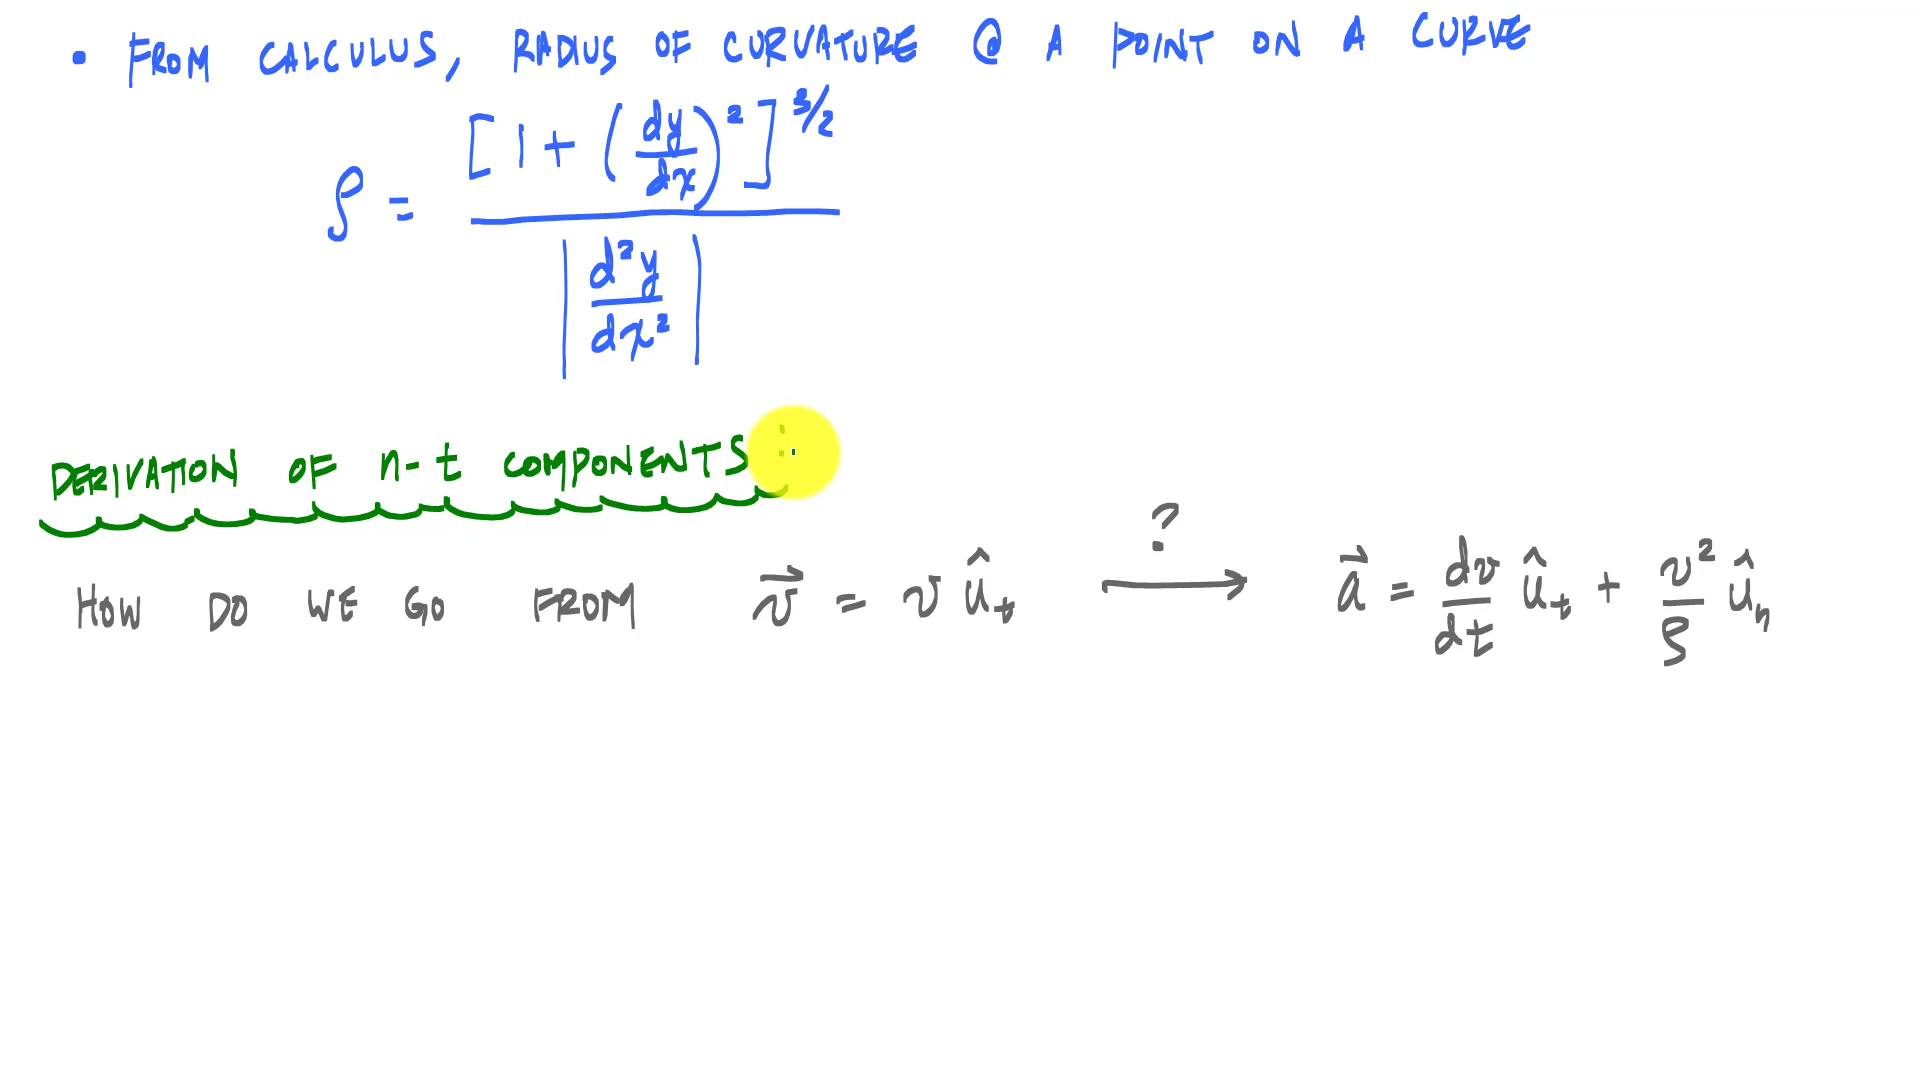 • FROM CALCULUS, RADIUS OF CURVATURE @ A POINT ON A CURVE
ρ = [1 + (dy/dx)²]^3/2 / |d²y/dx²|
DERIVATION OF n-t COMPONENTS :
HOW DO WE GO FROM v⃗ = v û_t ?⟶ a⃗ = dv/dt û_t + v²/ρ û_n